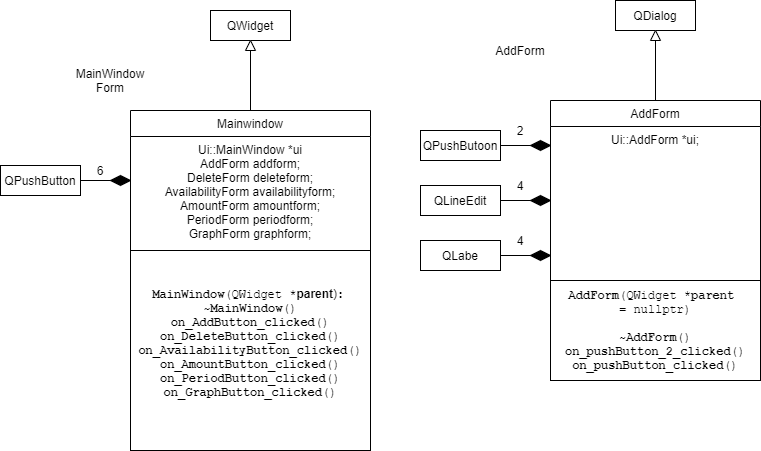 QWidget
MainWindow
Form
Mainwindow
Ui::MainWindow *ui
AddForm addform;
DeleteForm deleteform;
AvailabilityForm availabilityform;
AmountForm amountform;
PeriodForm periodform;
GraphForm graphform;
QPushButton
6
MainWindow(QWidget *parent):
~MainWindow()
on_AddButton_clicked()
on_DeleteButton_clicked()
on_AvailabilityButton_clicked()
on_AmountButton_clicked()
on_PeriodButton_clicked()
on_GraphButton_clicked()
QDialog
AddForm
AddForm
Ui::AddForm *ui;
QPushButoon
2
QLineEdit
4
QLabe
4
AddForm(QWidget *parent
= nullptr)
~AddForm()
on_pushButton_2_clicked()
on_pushButton_clicked()